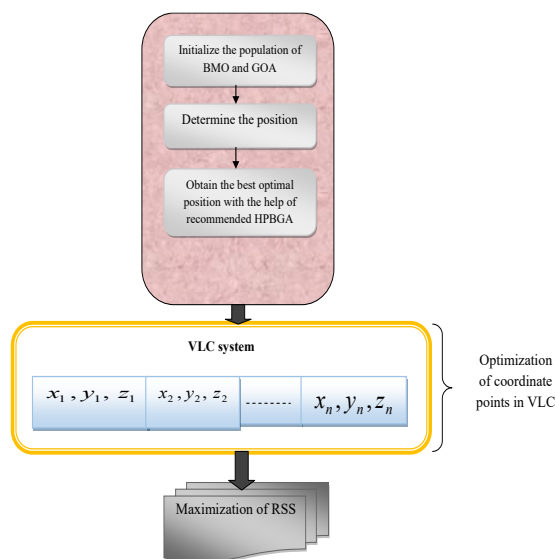 Initialize the population of
BMO and GOA
Determine the position
Obtain the best optimal
position with the help of
recommended HPBGA
VLC system
x₁, y₁, z₁ x₂, y₂, z₂ -------- xₙ, yₙ, zₙ
Optimization
of coordinate
points in VLC
Maximization of RSS